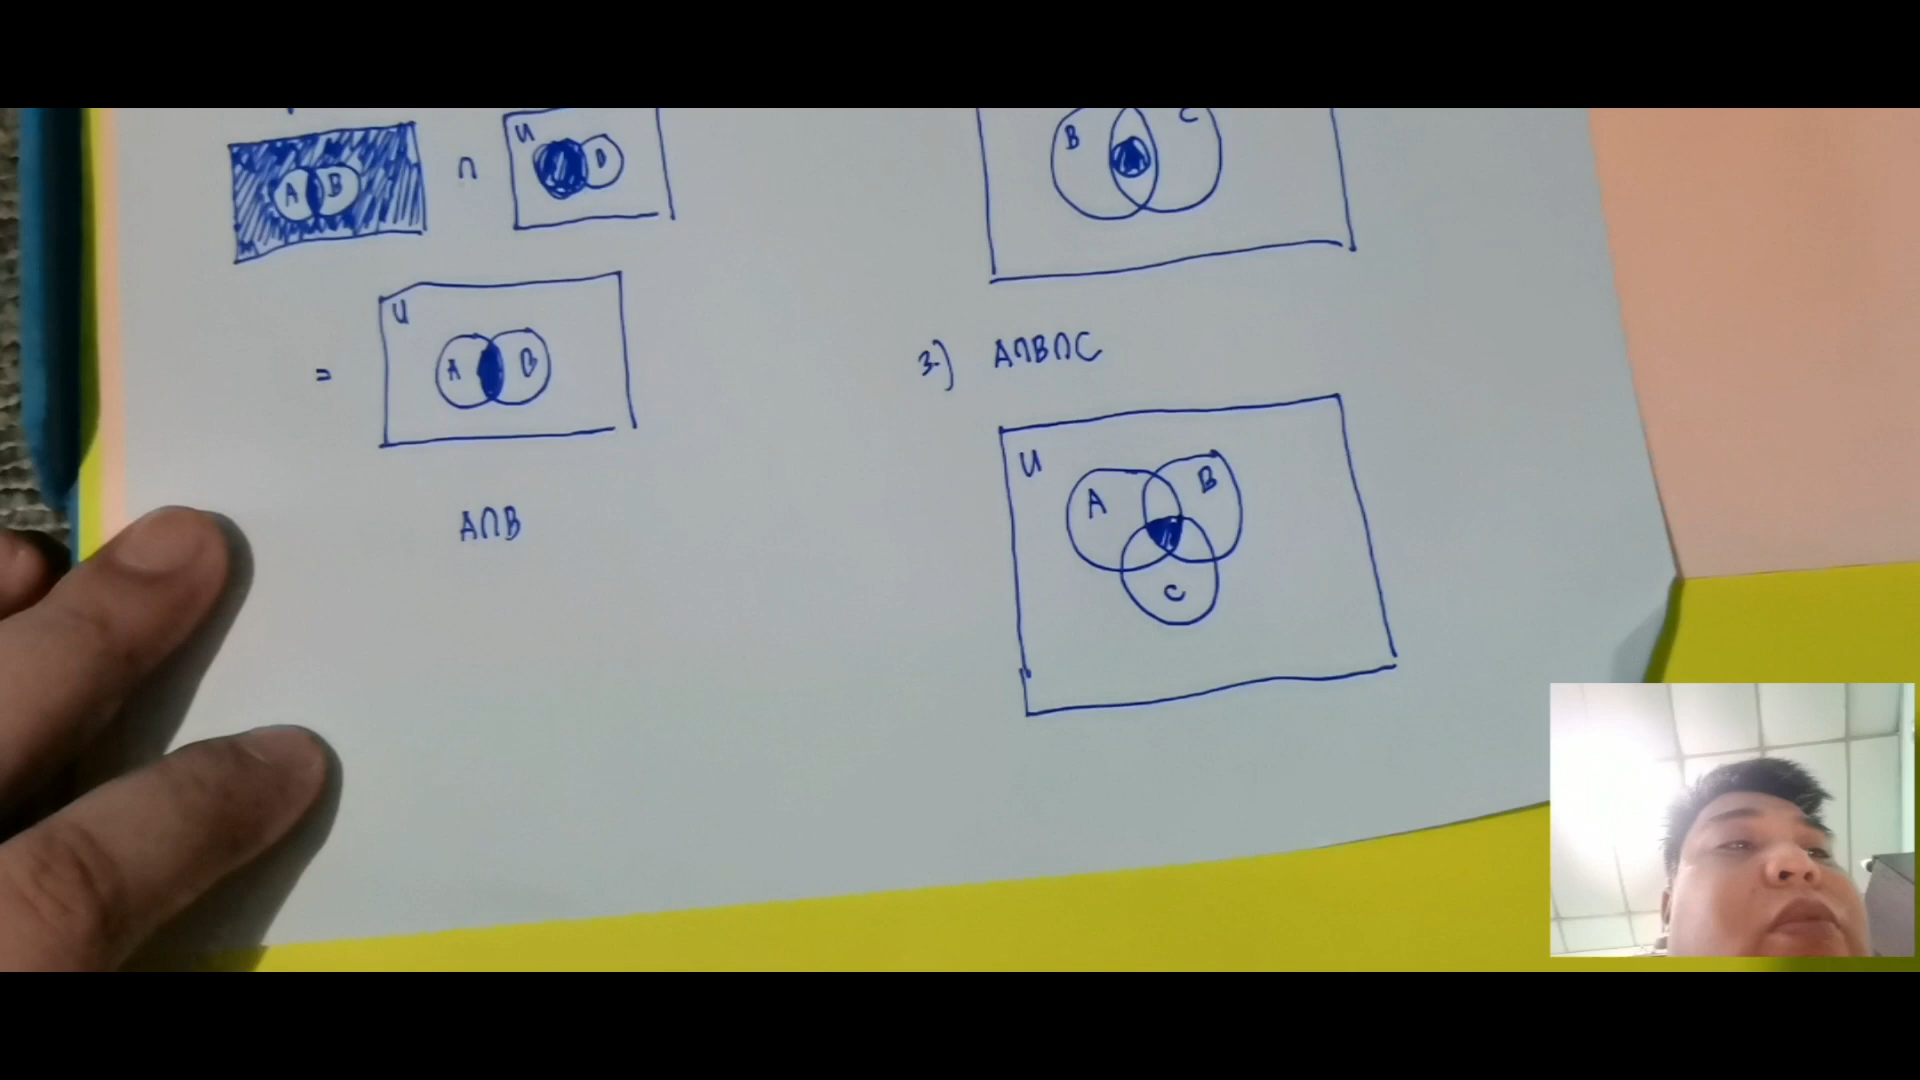 A B ∩ U B
= U A B
A∩B
B C
3.) A∩B∩C
U A B C